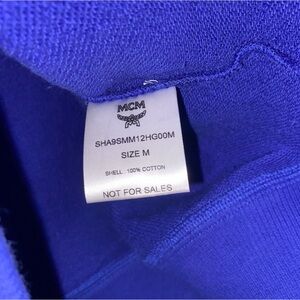 MCM
SHA9SMM12HG00M
SIZE M
SHELL 100% COTTON
NOT FOR SALES